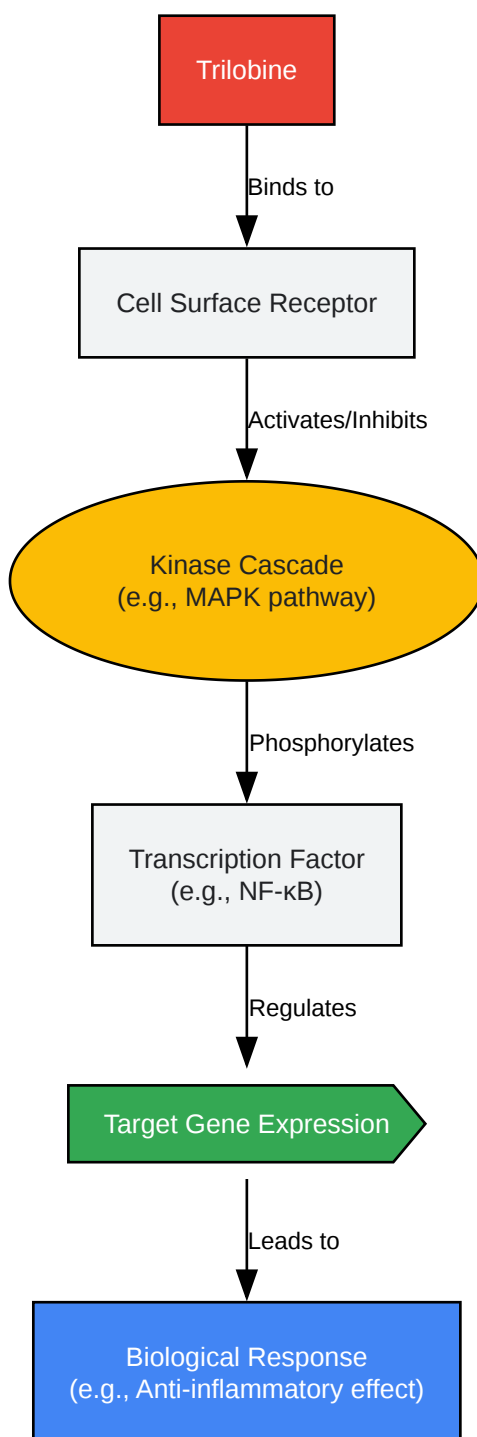 Trilobine
Binds to
Cell Surface Receptor
Activates/Inhibits
Kinase Cascade
(e.g., MAPK pathway)
Phosphorylates
Transcription Factor
(e.g., NF-κB)
Regulates
Target Gene Expression
Leads to
Biological Response
(e.g., Anti-inflammatory effect)